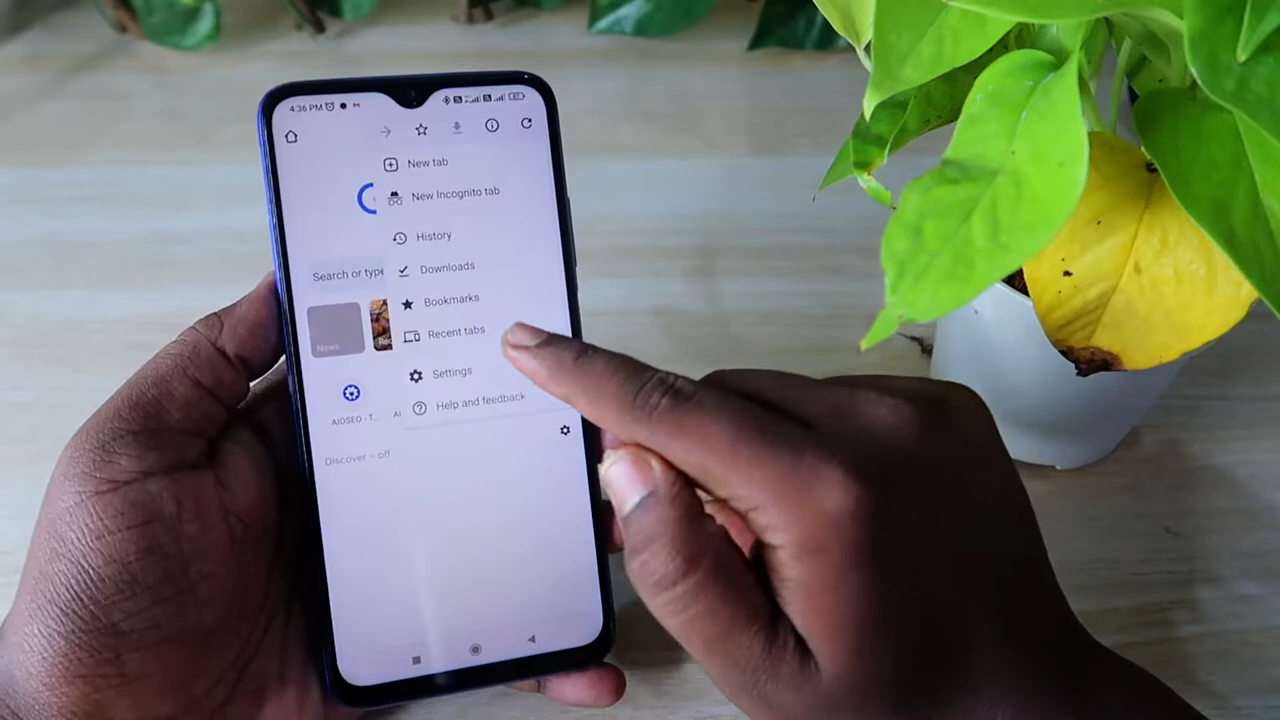 4:36 PM
New tab
New Incognito tab
History
Downloads
Search or type
Bookmarks
News
Recent tabs
Settings
AIOSEO - T...
Help and feedback
Discover – off